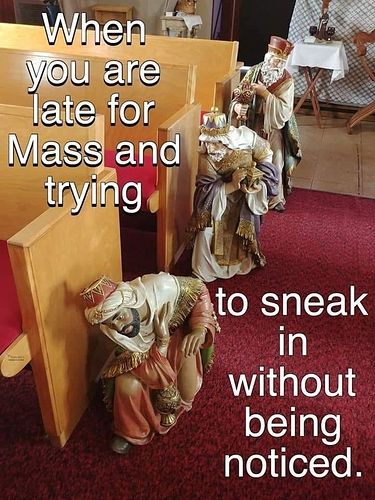 When
you are
late for
Mass and
trying
to sneak
in
without
being
noticed.